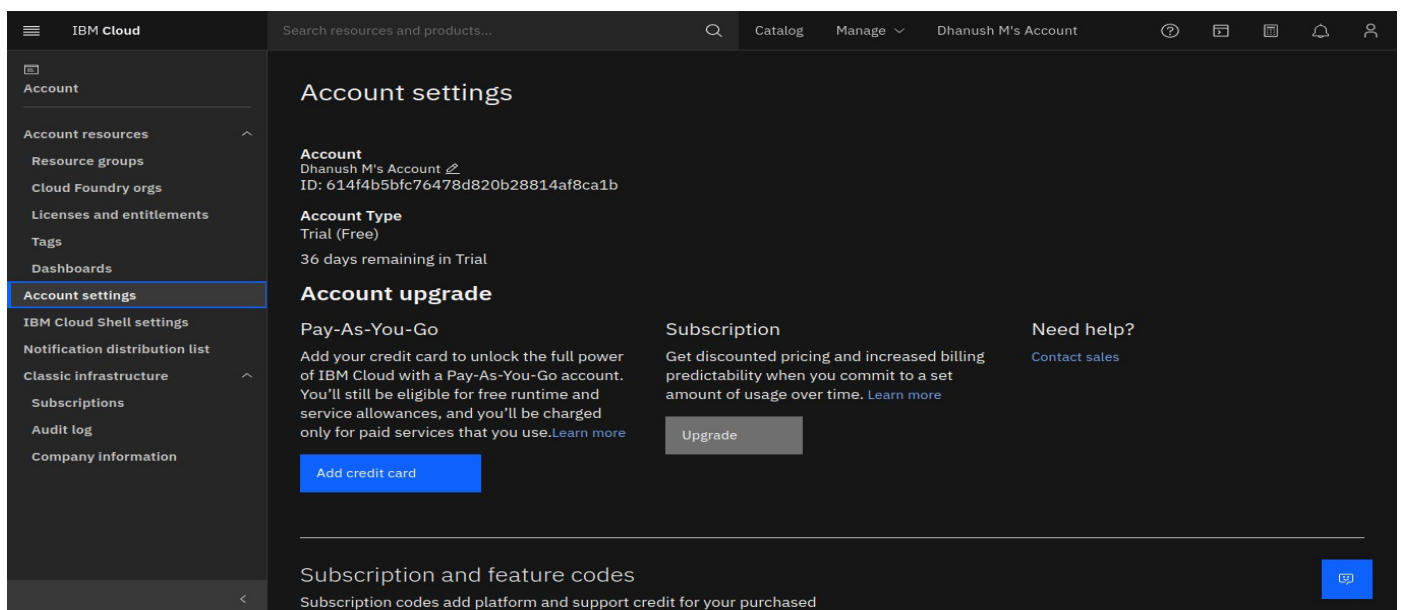 IBM Cloud
Search resources and products...
Catalog
Manage
Dhanush M's Account
Account
Account resources
Resource groups
Cloud Foundry orgs
Licenses and entitlements
Tags
Dashboards
Account settings
IBM Cloud Shell settings
Notification distribution list
Classic infrastructure
Subscriptions
Audit log
Company information
Account settings
Account
Dhanush M's Account
ID: 614f4b5bfc76478d820b28814af8ca1b
Account Type
Trial (Free)
36 days remaining in Trial
Account upgrade
Pay-As-You-Go
Add your credit card to unlock the full power
of IBM Cloud with a Pay-As-You-Go account.
You'll still be eligible for free runtime and
service allowances, and you'll be charged
only for paid services that you use.Learn more
Add credit card
Subscription
Get discounted pricing and increased billing
predictability when you commit to a set
amount of usage over time. Learn more
Upgrade
Need help?
Contact sales
Subscription and feature codes
Subscription codes add platform and support credit for your purchased